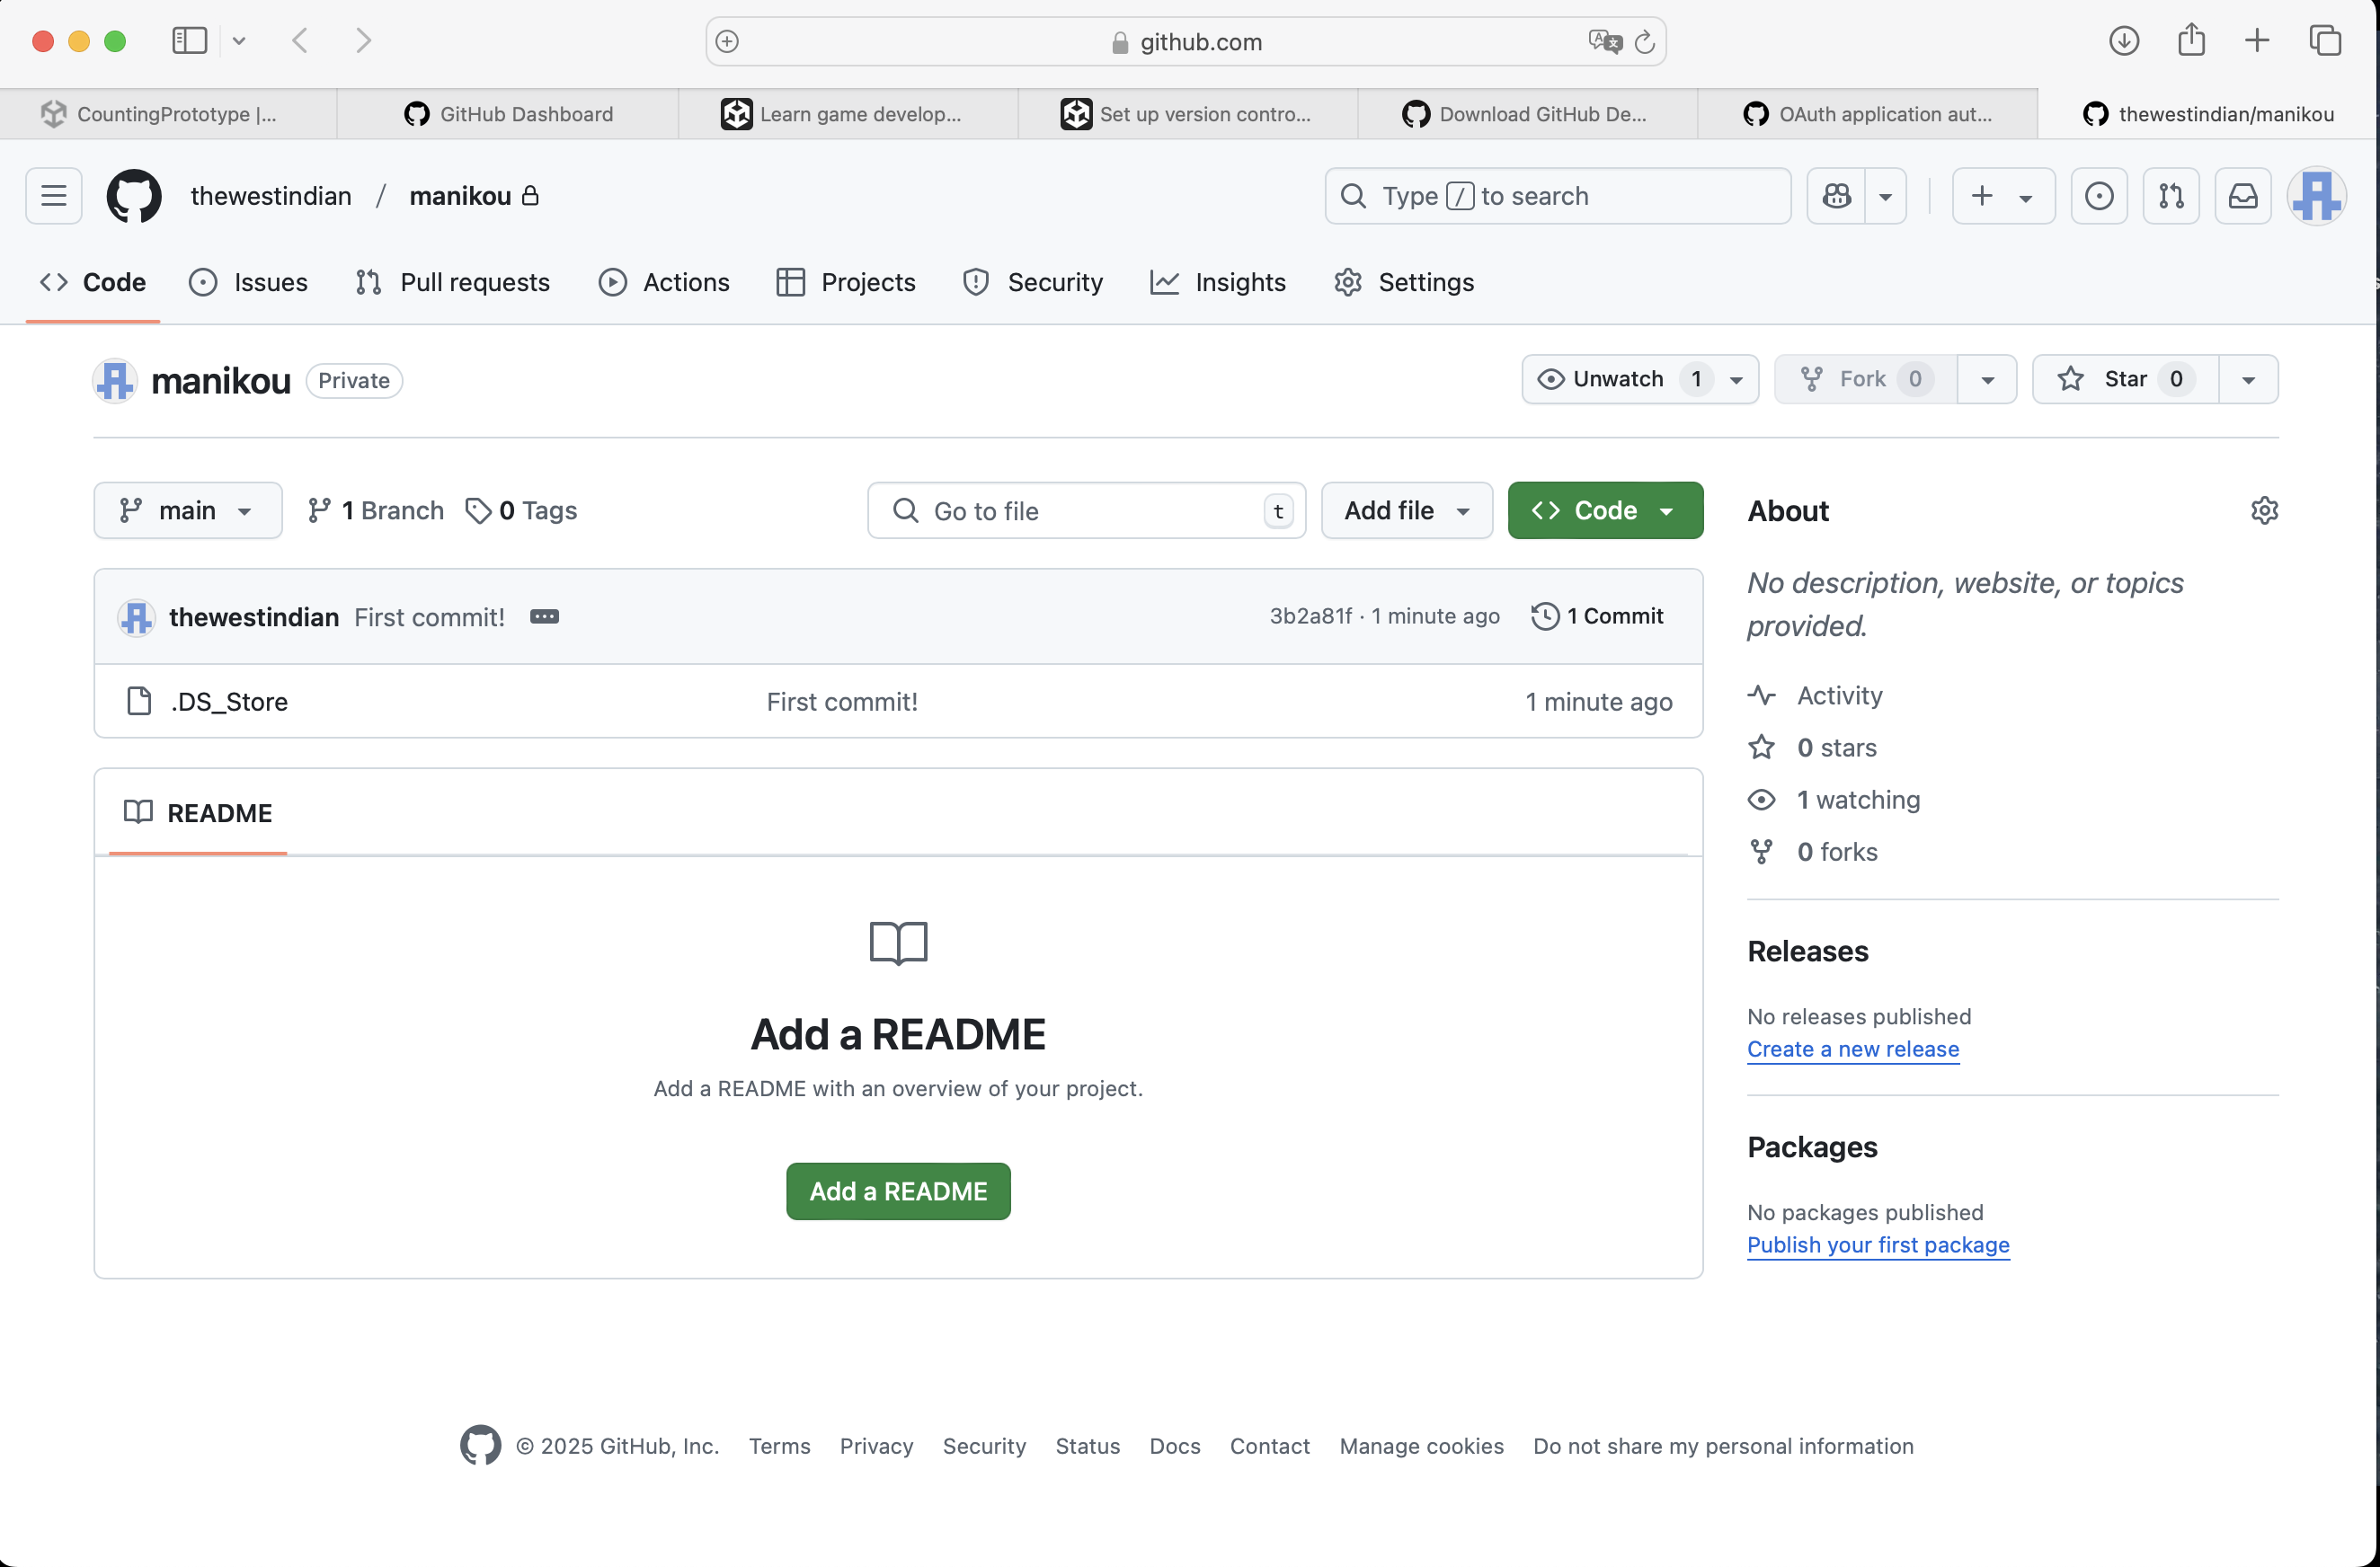 github.com
CountingPrototype |...
GitHub Dashboard
Learn game develop...
Set up version contro...
Download GitHub De...
OAuth application aut...
thewestindian/manikou
thewestindian / manikou
Type / to search
Code Issues Pull requests Actions Projects Security Insights Settings
manikou Private
Unwatch 1 Fork 0 Star 0
main 1 Branch 0 Tags
Go to file t
Add file
Code
thewestindian First commit! 3b2a81f · 1 minute ago 1 Commit
.DS_Store First commit! 1 minute ago
README
Add a README
Add a README with an overview of your project.
Add a README
About
No description, website, or topics
provided.
Activity
0 stars
1 watching
0 forks
Releases
No releases published
Create a new release
Packages
No packages published
Publish your first package
© 2025 GitHub, Inc. Terms Privacy Security Status Docs Contact Manage cookies Do not share my personal information